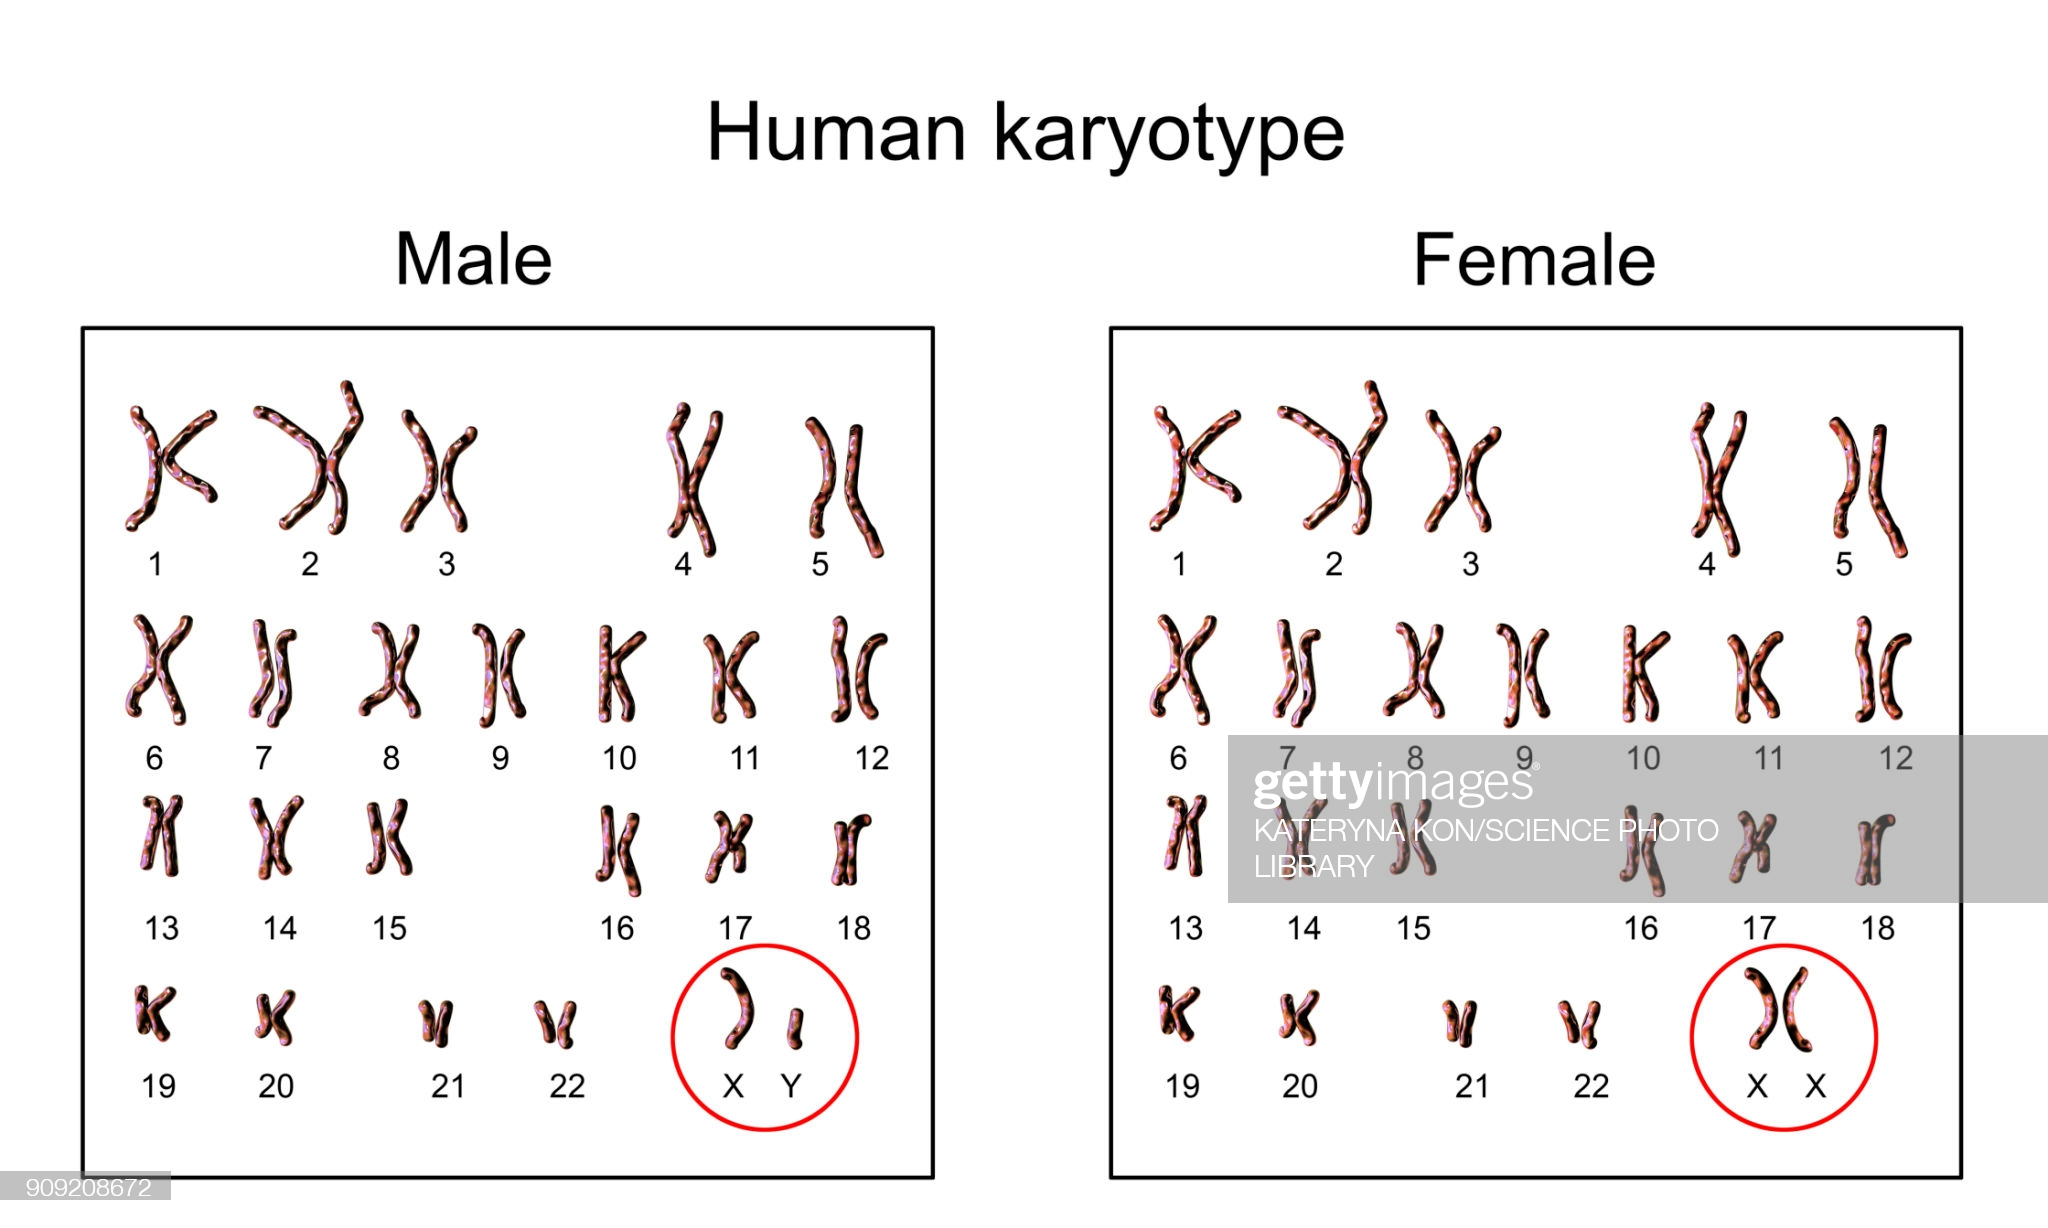 Human karyotype
Male
Female
1 2 3 4 5
6 7 8 9 10 11 12
13 14 15 16 17 18
19 20 21 22 X Y
1 2 3 4 5
6 7 8 9 10 11 12
gettyimages
KATERYNA KON/SCIENCE PHOTO
LIBRARY
13 14 15 16 17 18
19 20 21 22 X X
909208672